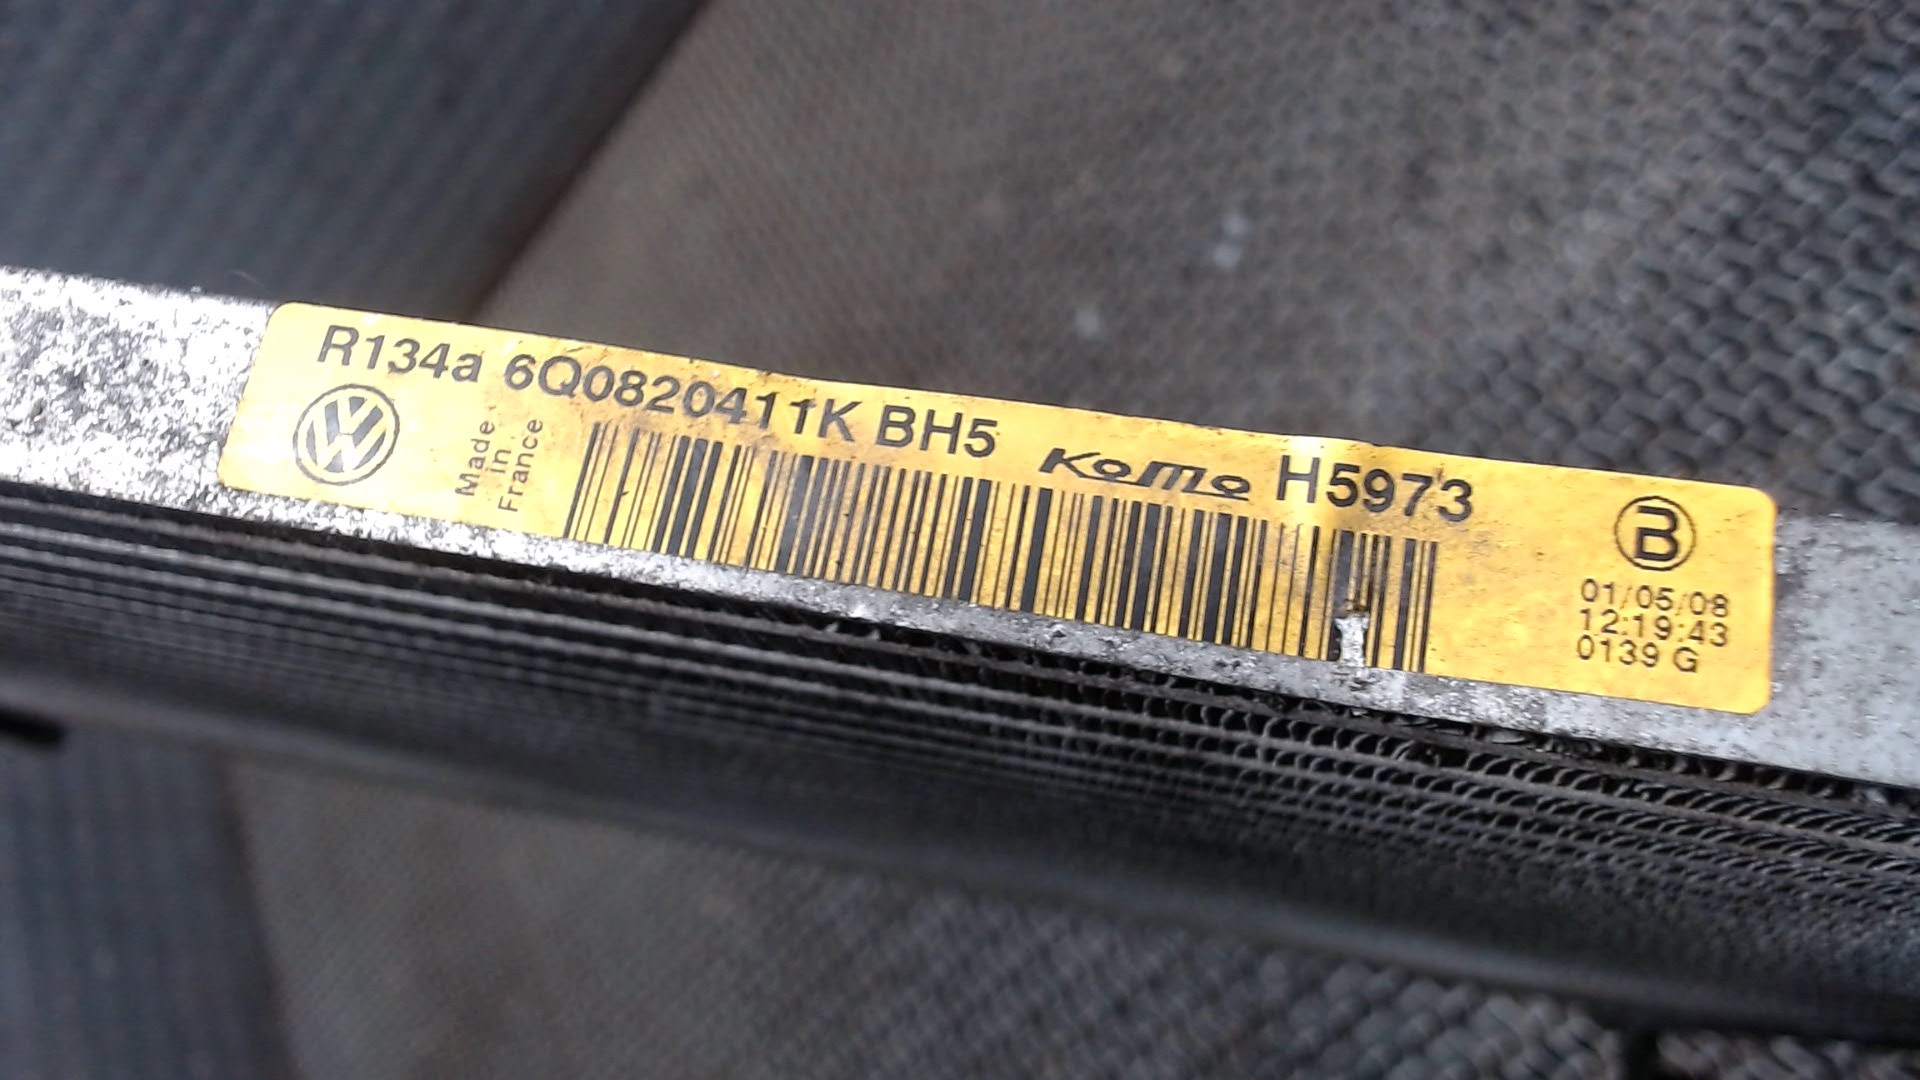 R134a 6Q0820411K BH5 KoMo H5973
Made
in
France
B
01/05/08
12:19:43
0139 G